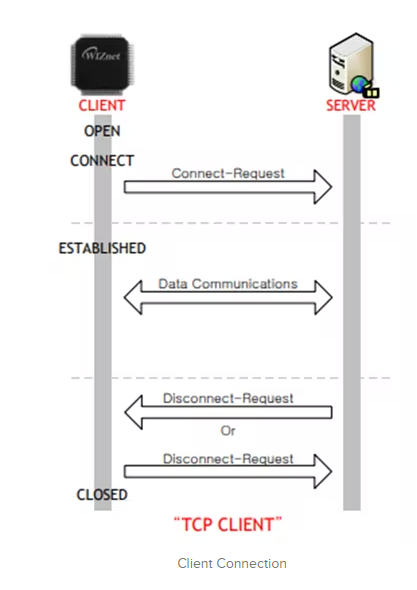 WIZnet
CLIENT
SERVER
OPEN
CONNECT
Connect-Request
ESTABLISHED
Data Communications
Disconnect-Request
Or
Disconnect-Request
CLOSED
“TCP CLIENT”
Client Connection